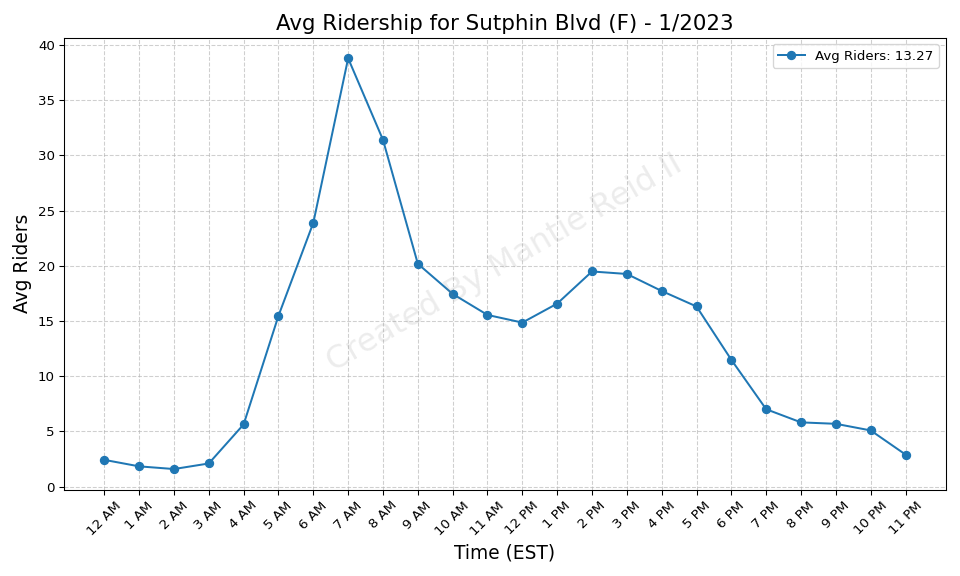 Avg Ridership for Sutphin Blvd (F) - 1/2023
Avg Riders: 13.27
Avg Riders
40
35
30
25
20
15
10
5
0
Created By Mantie Reid II
12 AM
1 AM
2 AM
3 AM
4 AM
5 AM
6 AM
7 AM
8 AM
9 AM
10 AM
11 AM
12 PM
1 PM
2 PM
3 PM
4 PM
5 PM
6 PM
7 PM
8 PM
9 PM
10 PM
11 PM
Time (EST)